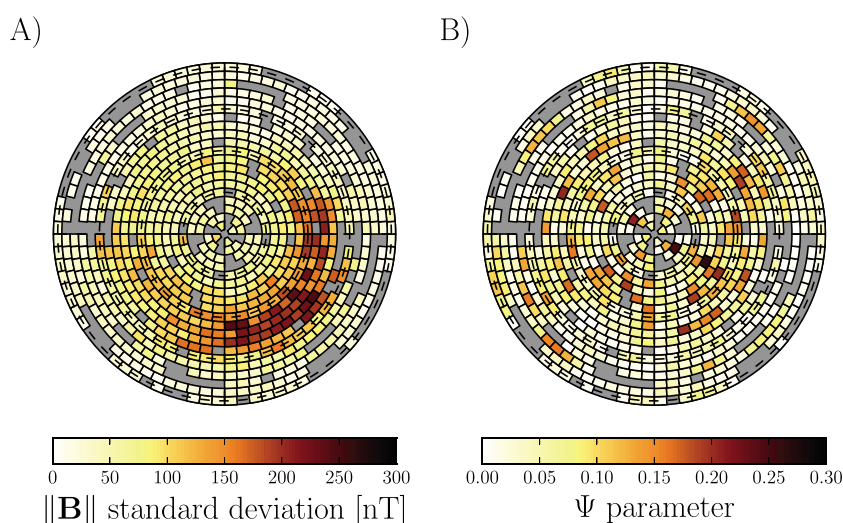 A)
B)
0 50 100 150 200 250 300
‖B‖ standard deviation [nT]
0.00 0.05 0.10 0.15 0.20 0.25 0.30
Ψ parameter